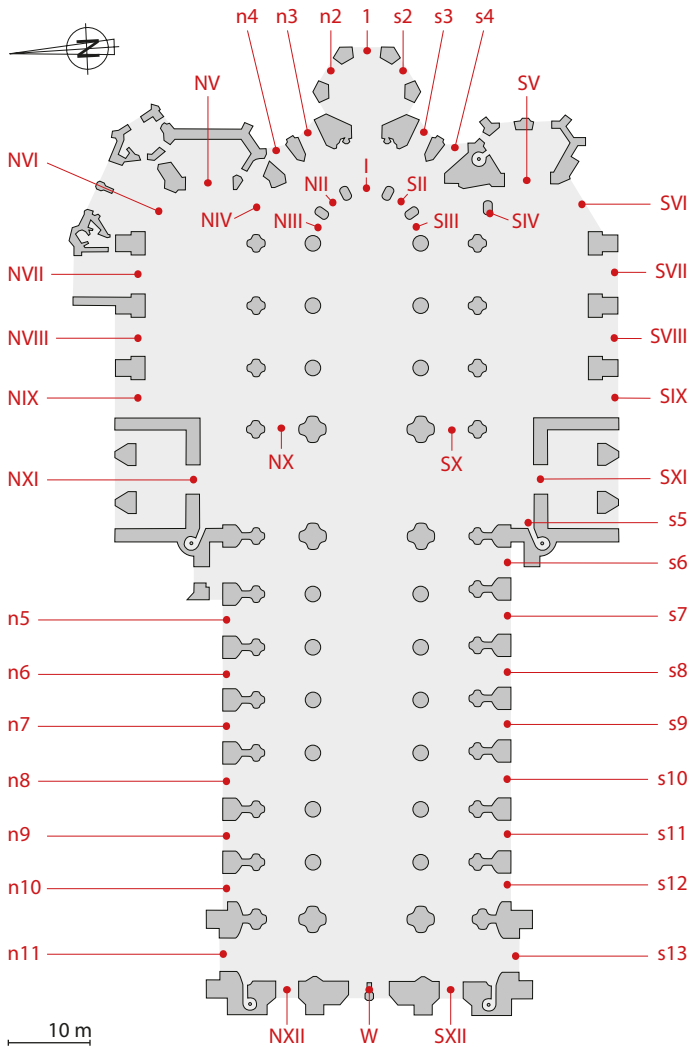 n2 1 s2
n4 n3 s3 s4
N
NV SV
NVI I
NII SII SVI
NIV NIII SIII SIV
NVII SVII
NVIII SVIII
NIX SIX
NX SX
NXI SXI
s5
s6
n5 s7
n6 s8
n7 s9
n8 s10
n9 s11
n10 s12
n11 s13
10 m NXII W SXII